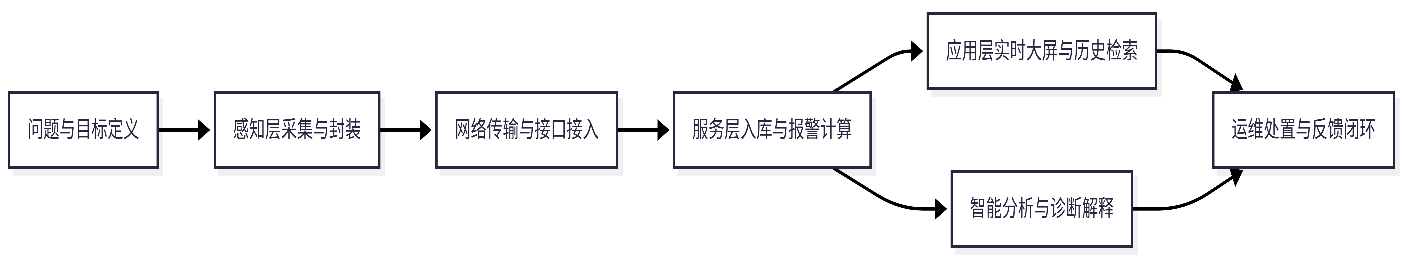 问题与目标定义
感知层采集与封装
网络传输与接口接入
服务层入库与报警计算
应用层实时大屏与历史检索
智能分析与诊断解释
运维处置与反馈闭环